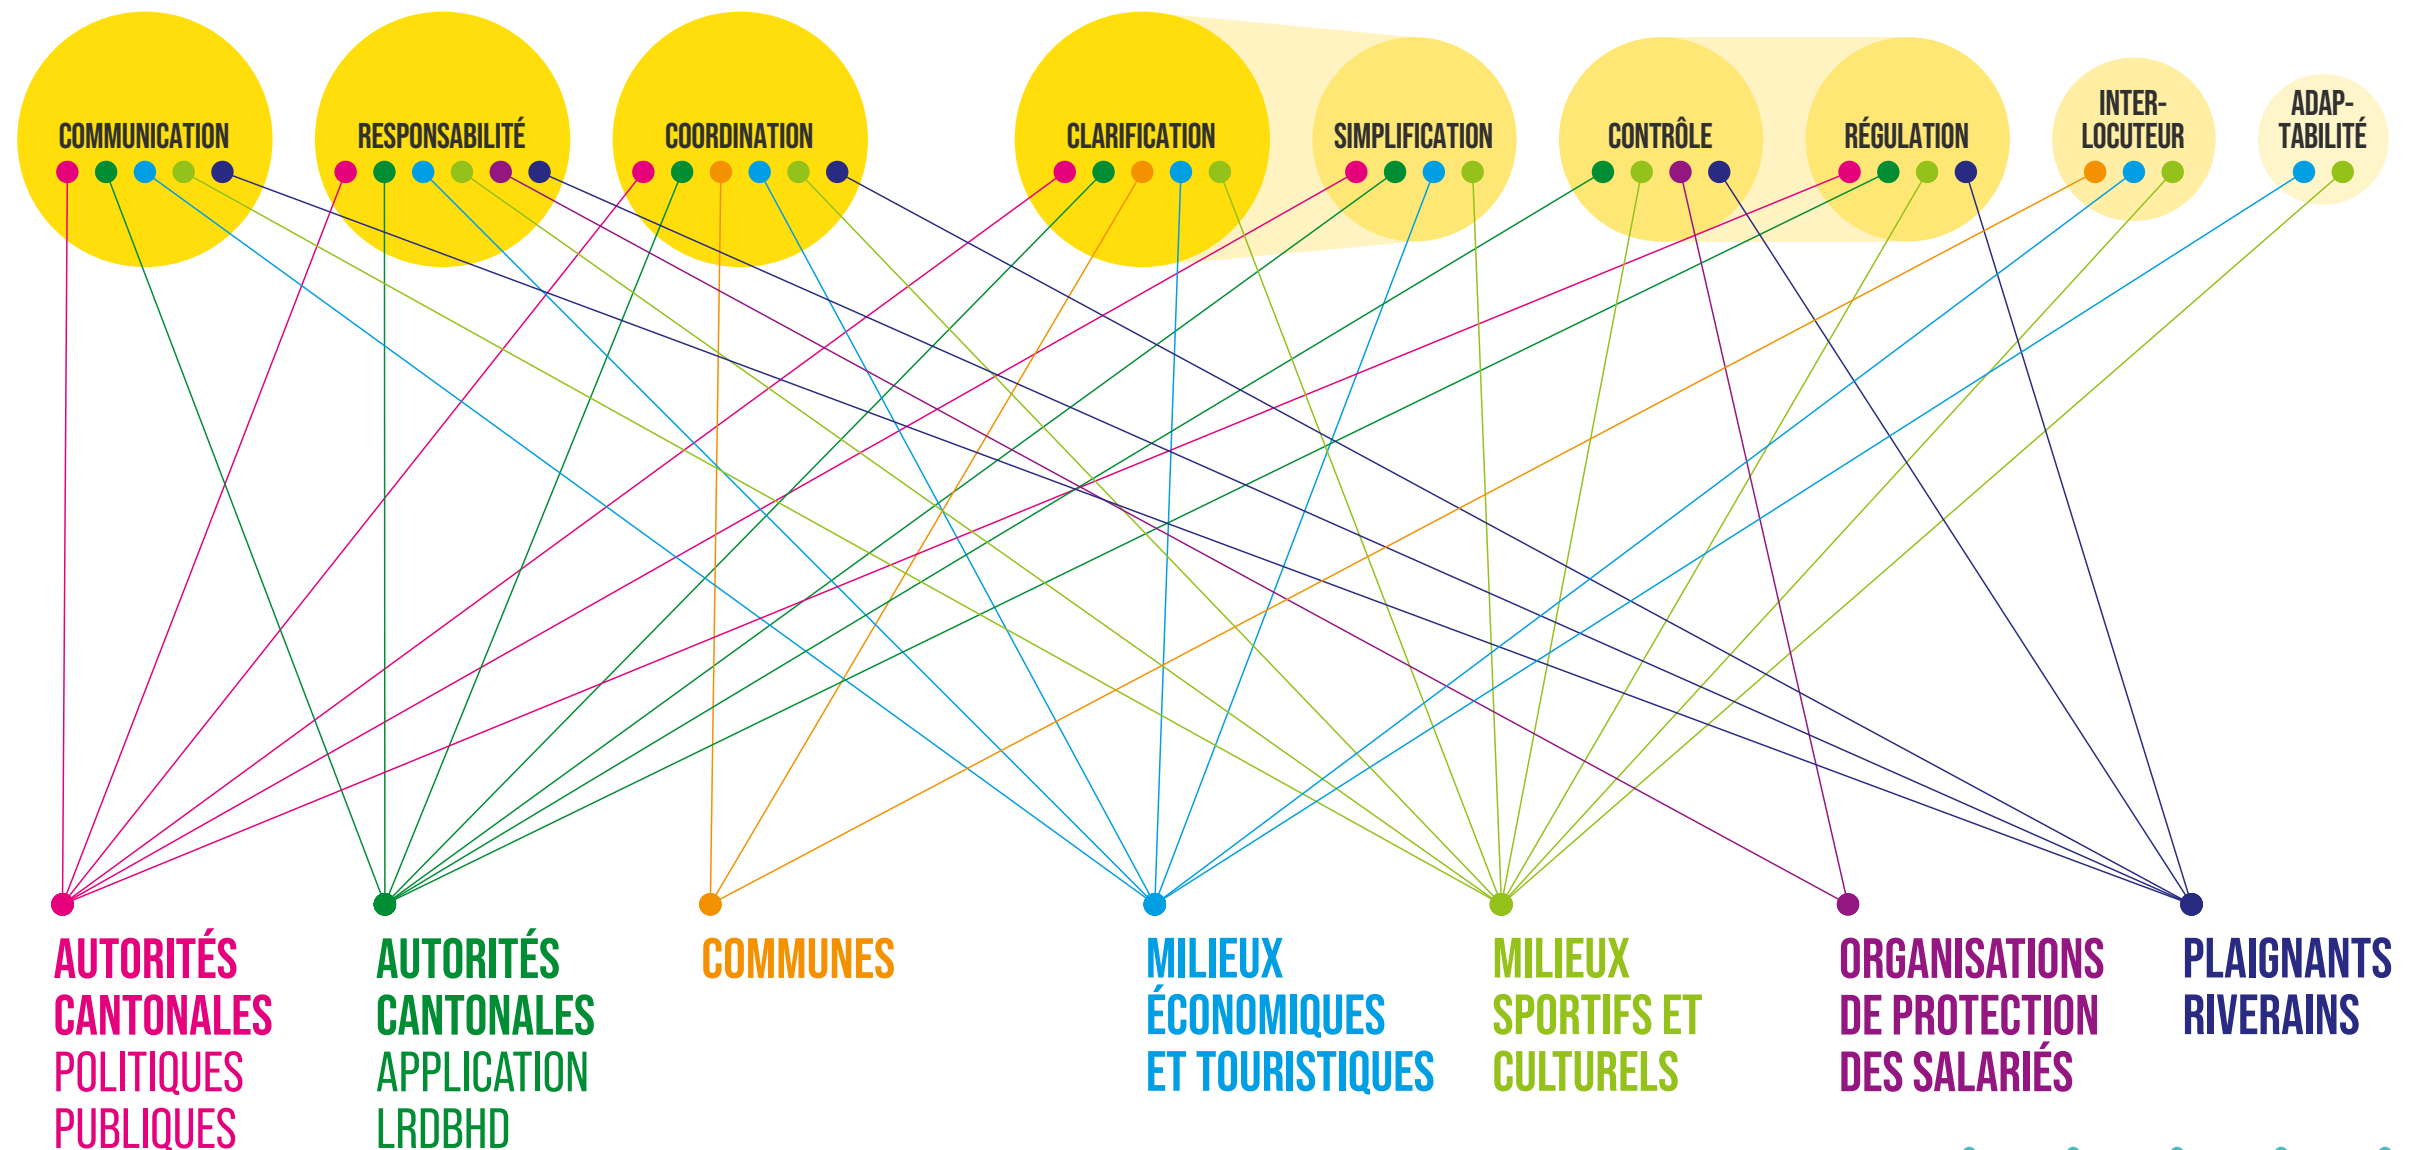 COMMUNICATION
RESPONSABILITÉ
COORDINATION
CLARIFICATION
SIMPLIFICATION
CONTRÔLE
RÉGULATION
INTER-
LOCUTEUR
ADAP-
TABILITÉ
AUTORITÉS
CANTONALES
POLITIQUES
PUBLIQUES
AUTORITÉS
CANTONALES
APPLICATION
LRDBHD
COMMUNES
MILIEUX
ÉCONOMIQUES
ET TOURISTIQUES
MILIEUX
SPORTIFS ET
CULTURELS
ORGANISATIONS
DE PROTECTION
DES SALARIÉS
PLAIGNANTS
RIVERAINS